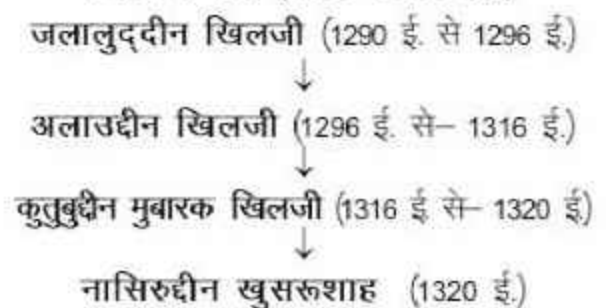 जलालुद्दीन खिलजी (1290 ई. से 1296 ई.)
↓
अलाउद्दीन खिलजी (1296 ई. से– 1316 ई.)
↓
कुतुबुद्दीन मुबारक खिलजी (1316 ई से– 1320 ई)
↓
नासिरुद्दीन खुसरूशाह (1320 ई.)